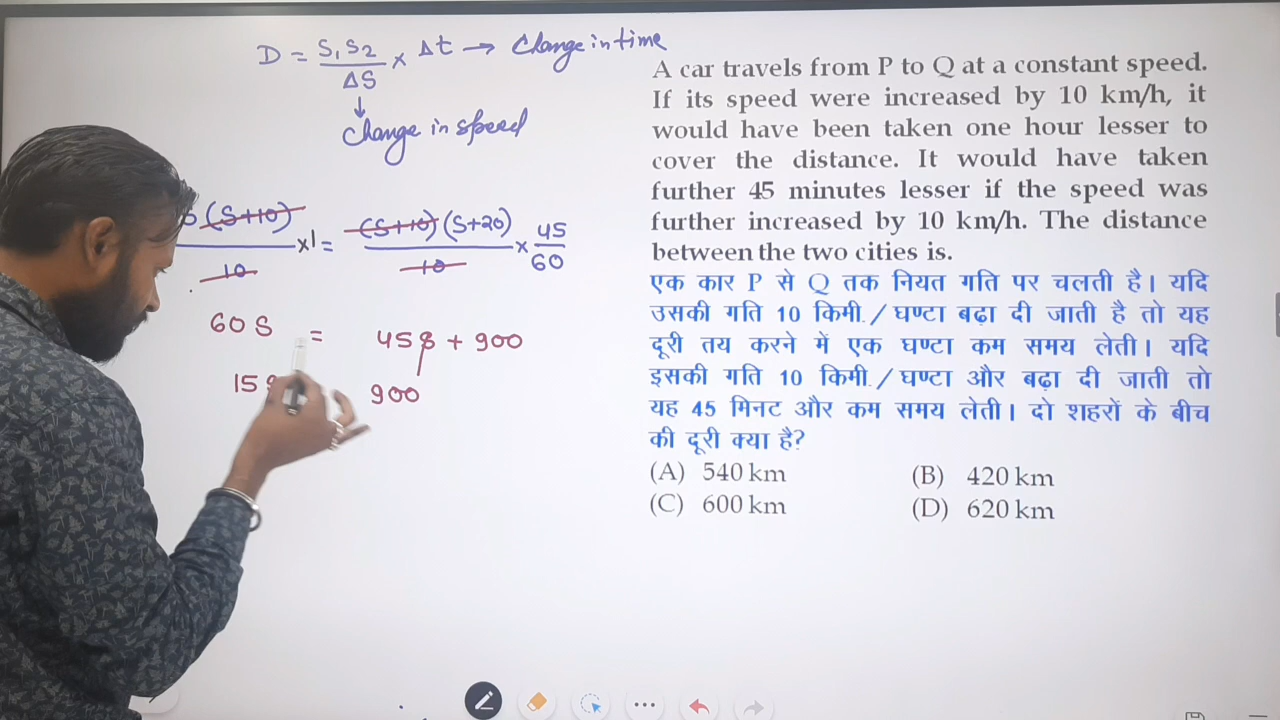 D = S₁S₂/ΔS × Δt → Change in time
↓
Change in speed
(S+10)/10 ×1 = (S+10)(S+20)/10 × 45/60
60S = 45S + 900
15 900
A car travels from P to Q at a constant speed.
If its speed were increased by 10 km/h, it
would have been taken one hour lesser to
cover the distance. It would have taken
further 45 minutes lesser if the speed was
further increased by 10 km/h. The distance
between the two cities is.
एक कार P से Q तक नियत गति पर चलती है। यदि
उसकी गति 10 किमी./घण्टा बढ़ा दी जाती है तो यह
दूरी तय करने में एक घण्टा कम समय लेती। यदि
इसकी गति 10 किमी./घण्टा और बढ़ा दी जाती तो
यह 45 मिनट और कम समय लेती। दो शहरों के बीच
की दूरी क्या है?
(A) 540 km (B) 420 km
(C) 600 km (D) 620 km